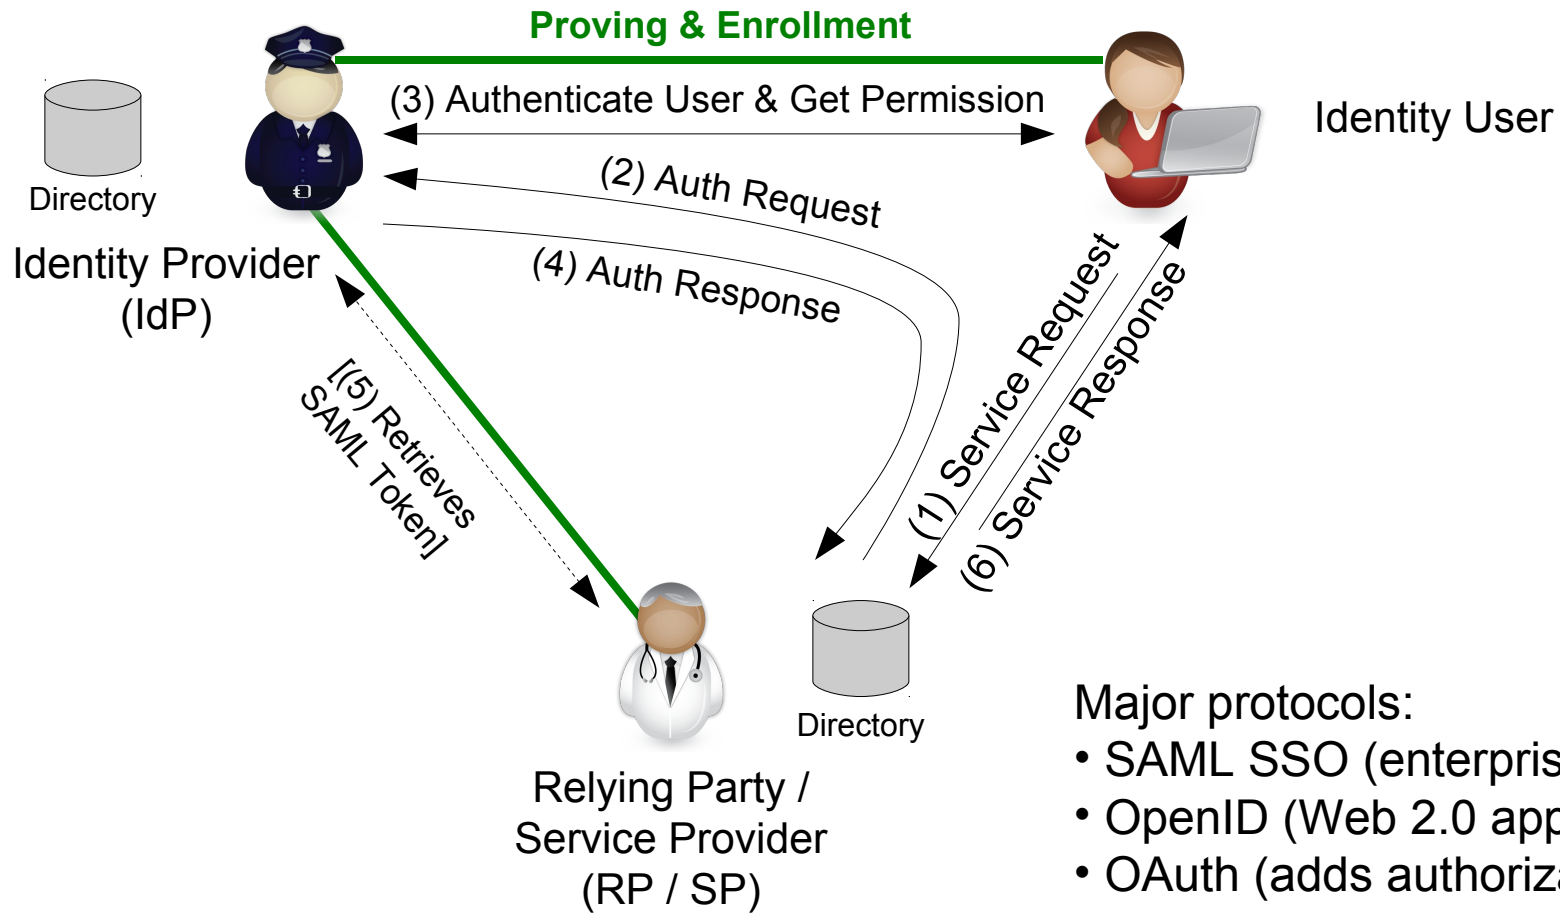 Proving & Enrollment
(3) Authenticate User & Get Permission
Identity User
(2) Auth Request
Directory
(4) Auth Response
Identity Provider
(IdP)
(1) Service Request
(6) Service Response
[(5) Retrieves
SAML Token]
Directory
Relying Party /
Service Provider
(RP / SP)
Major protocols:
• SAML SSO (enterpris
• OpenID (Web 2.0 app
• OAuth (adds authoriza